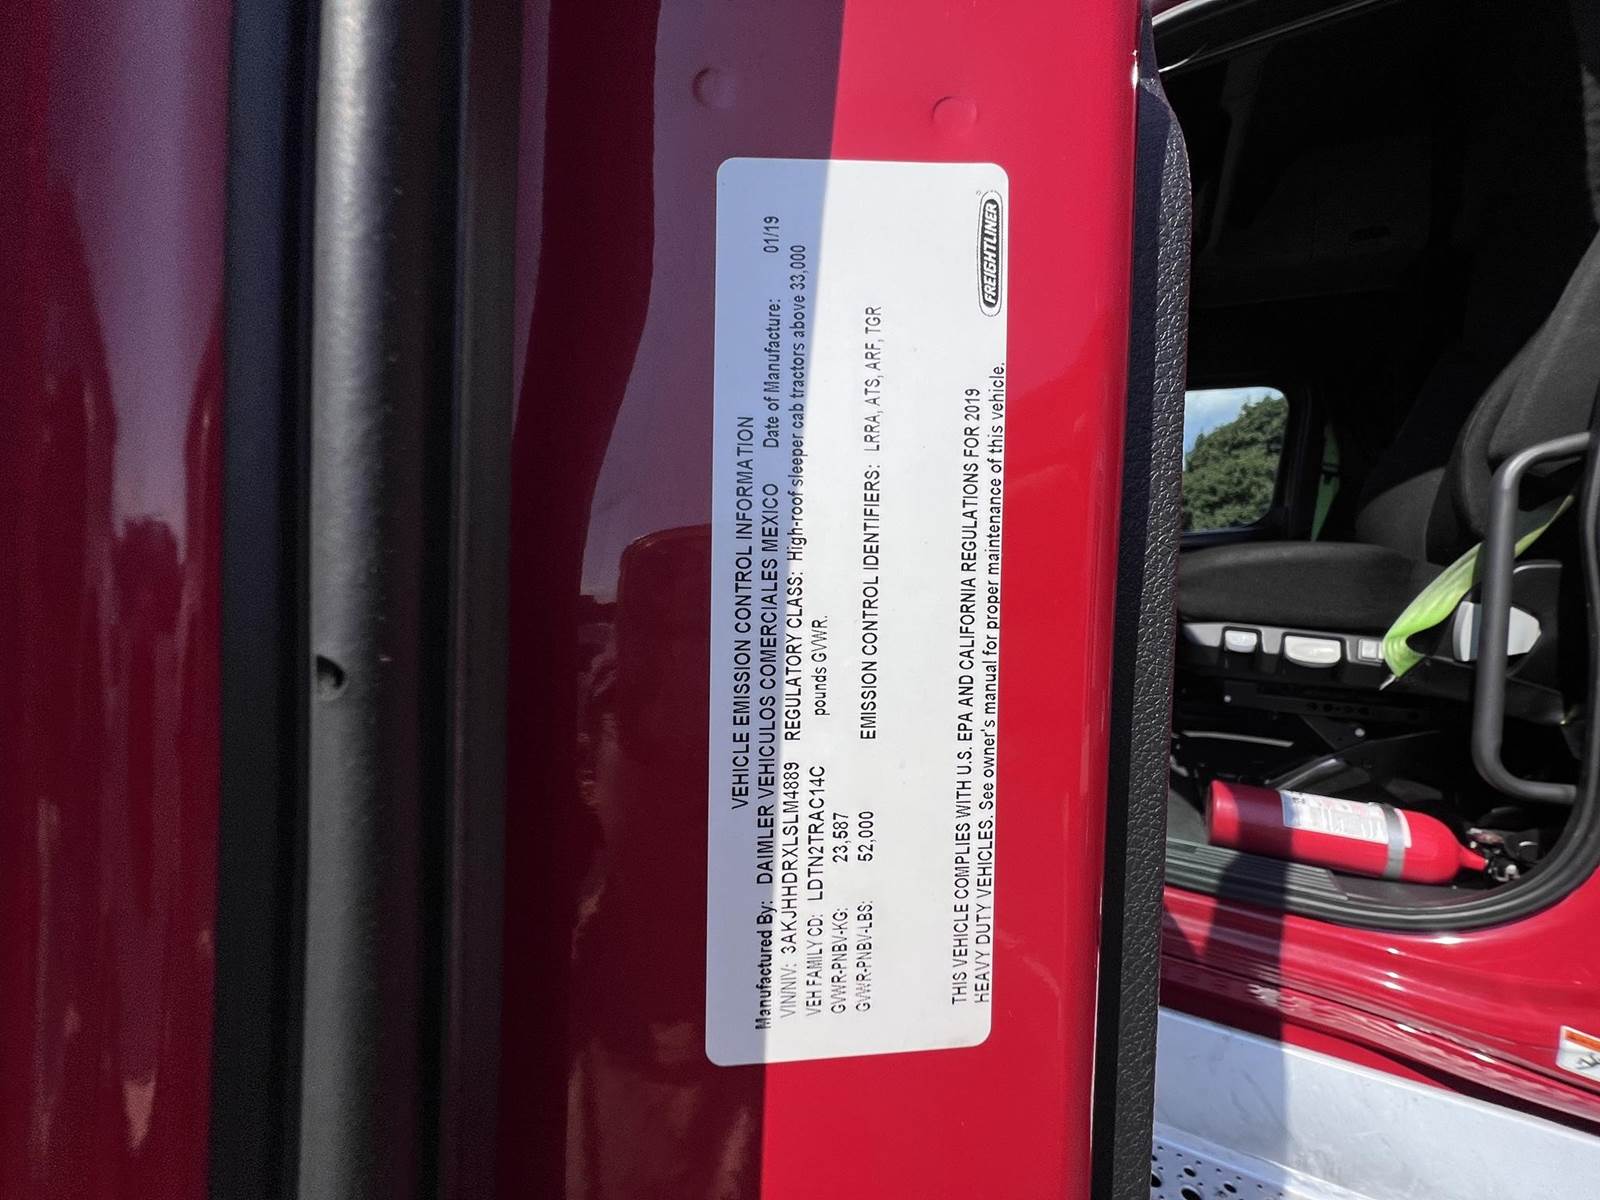 VEHICLE EMISSION CONTROL INFORMATION
Manufactured By: DAIMLER VEHICULOS COMERCIALES MEXICO Date of Manufacture: 01/19
VIN/NIV: 3AKJHHDRXLSLM4889 REGULATORY CLASS: High-roof sleeper cab tractors above 33,000
VEH FAMILY CD: LDTN2TRAC14C pounds GVWR.
GVWR-PNBV-KG: 23,587
GVWR-PNBV-LBS: 52,000 EMISSION CONTROL IDENTIFIERS: LRRA, ATS, ARF, TGR
THIS VEHICLE COMPLIES WITH U.S. EPA AND CALIFORNIA REGULATIONS FOR 2019
HEAVY DUTY VEHICLES. See owner's manual for proper maintenance of this vehicle.
FREIGHTLINER